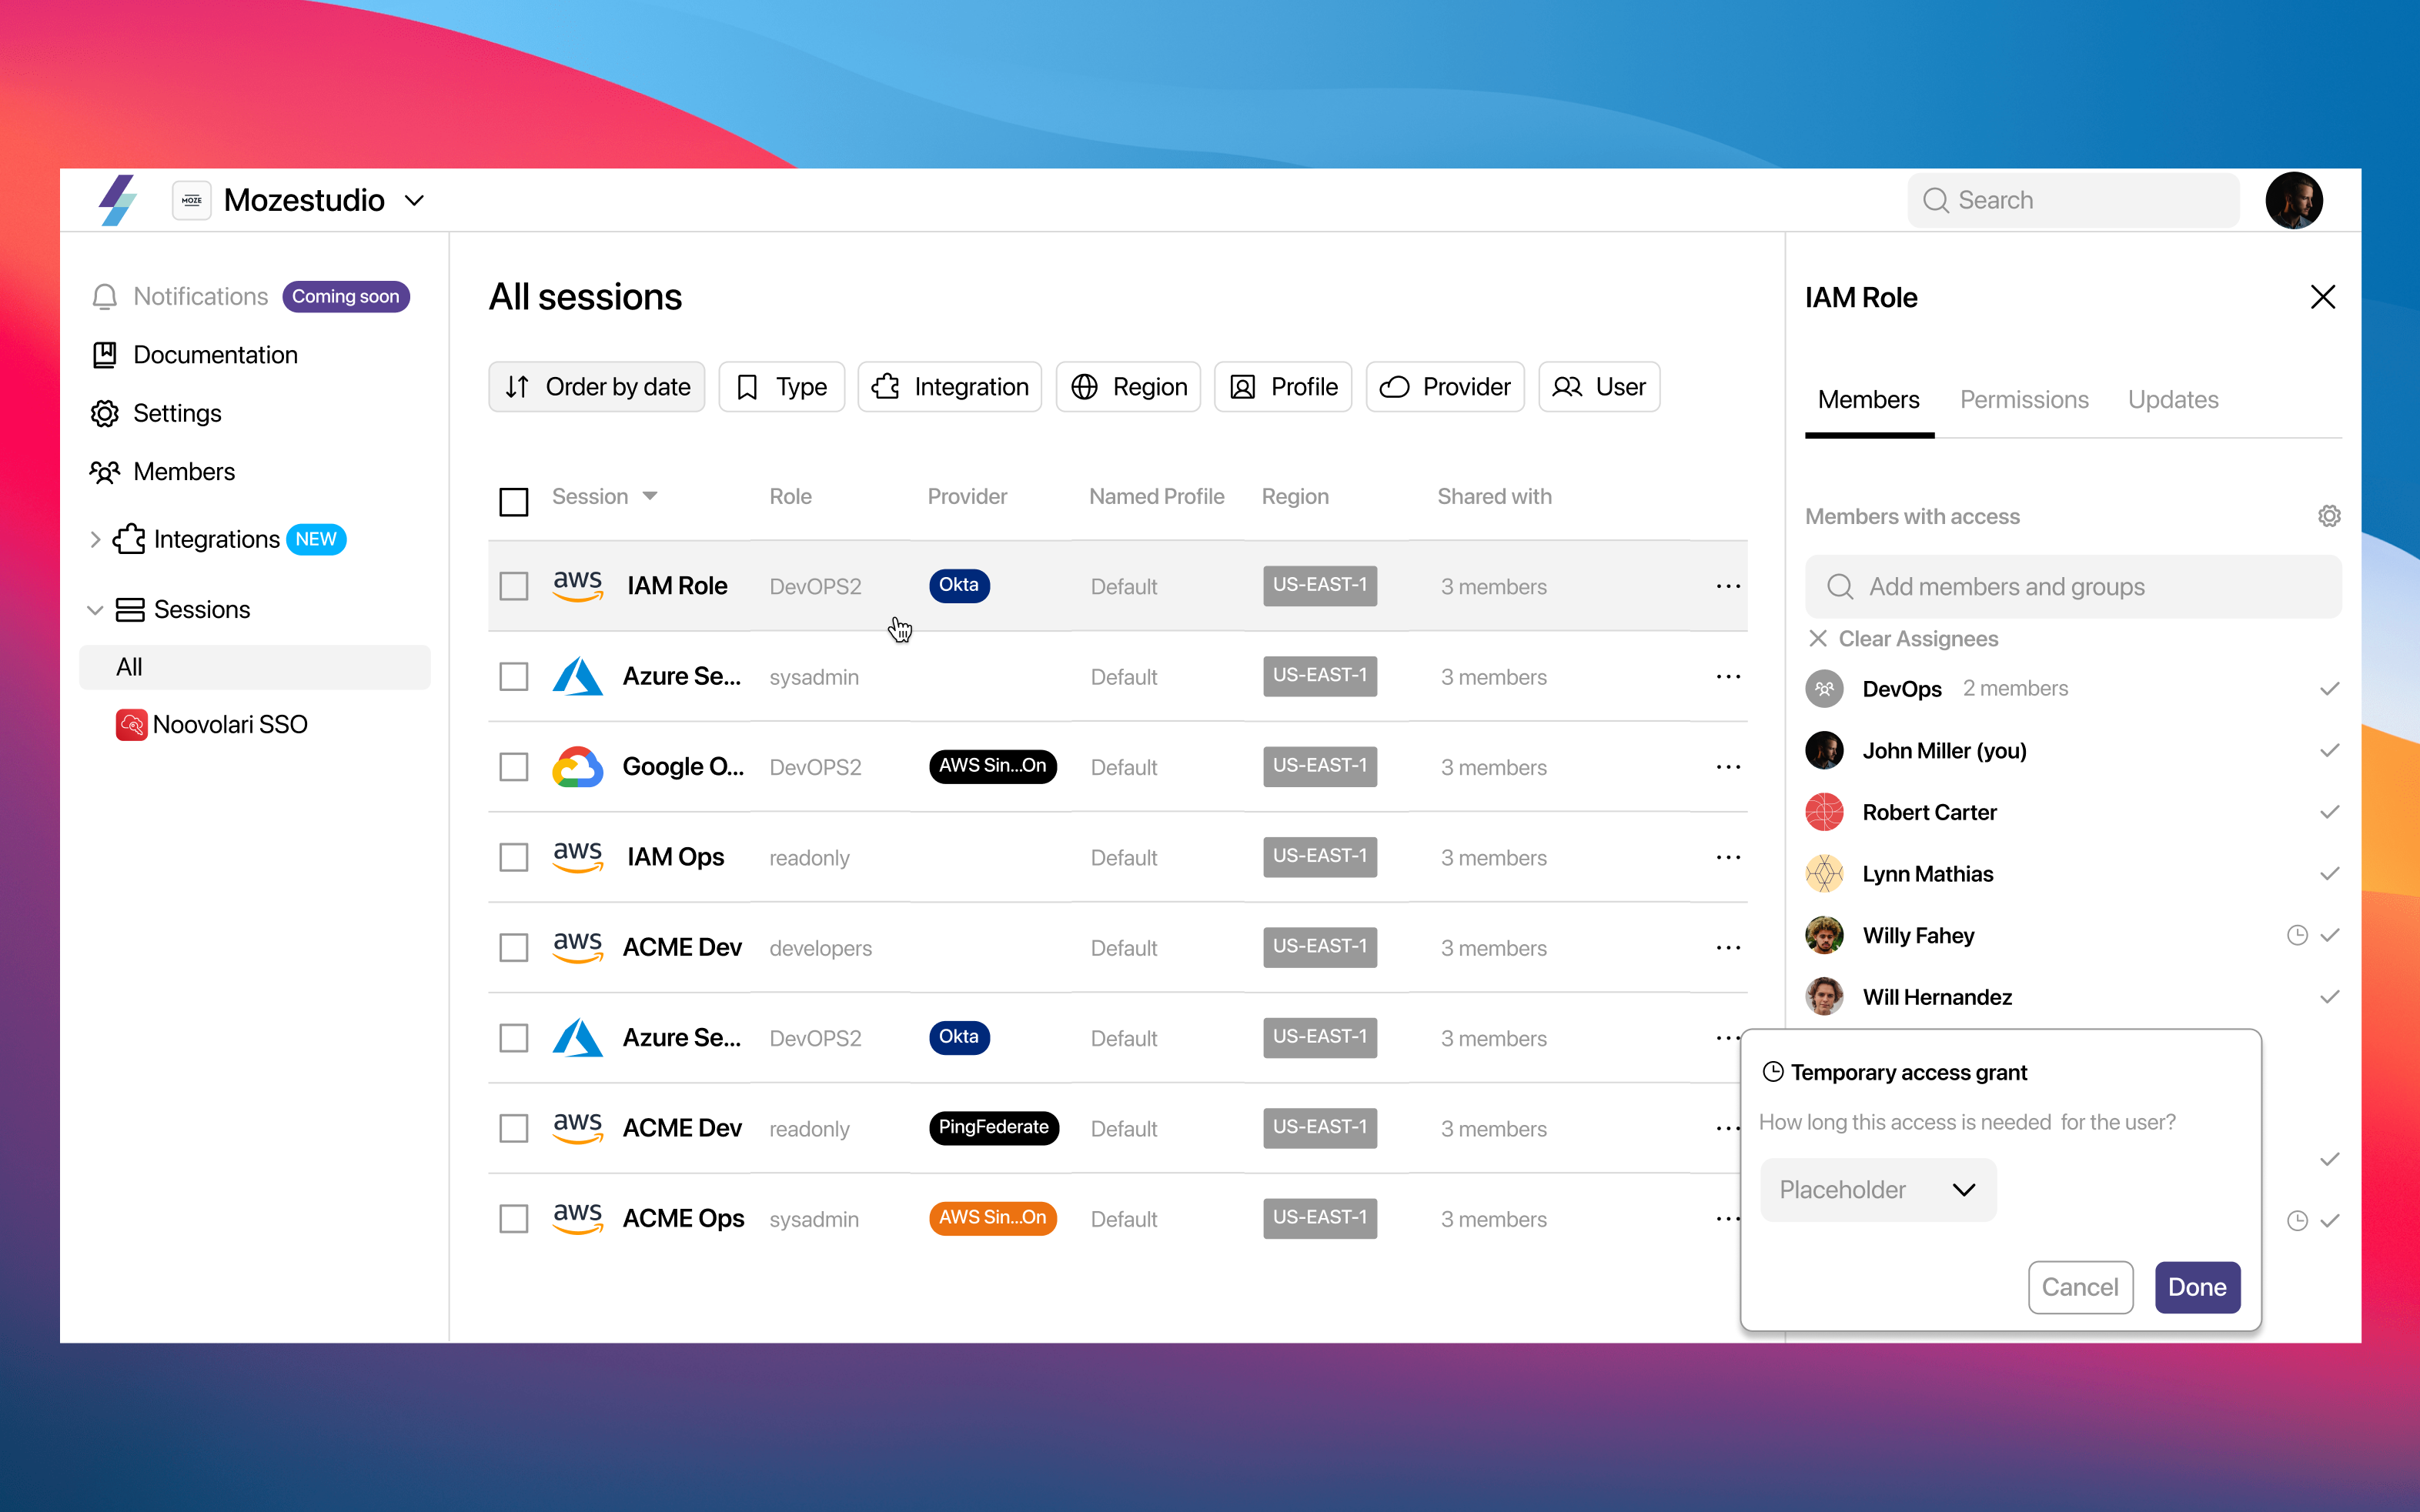 MOZE
Mozestudio
Search
Notifications Coming soon
Documentation
Settings
Members
Integrations NEW
Sessions
All
Noovolari SSO
All sessions
Order by date Type Integration Region Profile Provider User
Session Role Provider Named Profile Region Shared with
aws IAM Role DevOPS2 Okta Default US-EAST-1 3 members ...
Azure Se... sysadmin Default US-EAST-1 3 members ...
Google O... DevOPS2 AWS Sin...On Default US-EAST-1 3 members ...
aws IAM Ops readonly Default US-EAST-1 3 members ...
aws ACME Dev developers Default US-EAST-1 3 members ...
Azure Se... DevOPS2 Okta Default US-EAST-1 3 members ...
aws ACME Dev readonly PingFederate Default US-EAST-1 3 members ...
aws ACME Ops sysadmin AWS Sin...On Default US-EAST-1 3 members ...
IAM Role
Members Permissions Updates
Members with access
Add members and groups
Clear Assignees
DevOps 2 members
John Miller (you)
Robert Carter
Lynn Mathias
Willy Fahey
Will Hernandez
Temporary access grant
How long this access is needed for the user?
Placeholder
Cancel Done